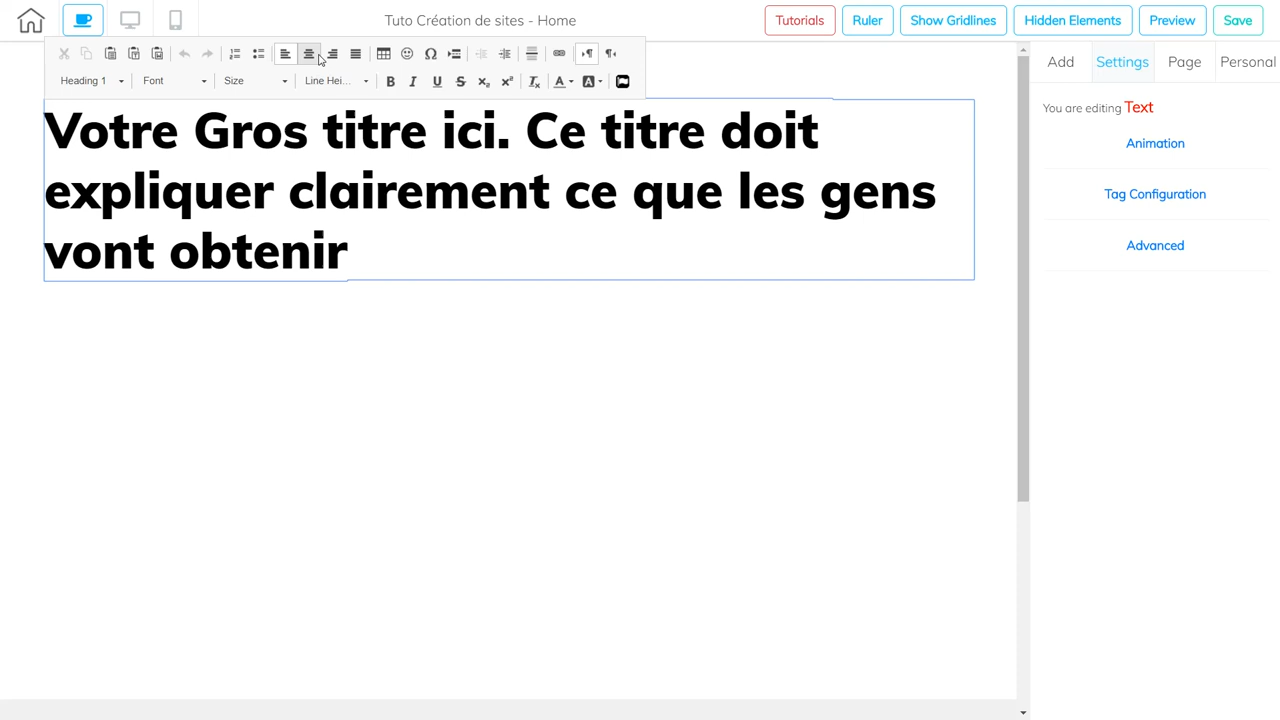 Tuto Création de sites - Home
Tutorials
Ruler
Show Gridlines
Hidden Elements
Preview
Save
Heading 1
Font
Size
Line Hei...
Add
Settings
Page
Personal
You are editing Text
Animation
Tag Configuration
Advanced
Votre Gros titre ici. Ce titre doit
expliquer clairement ce que les gens
vont obtenir